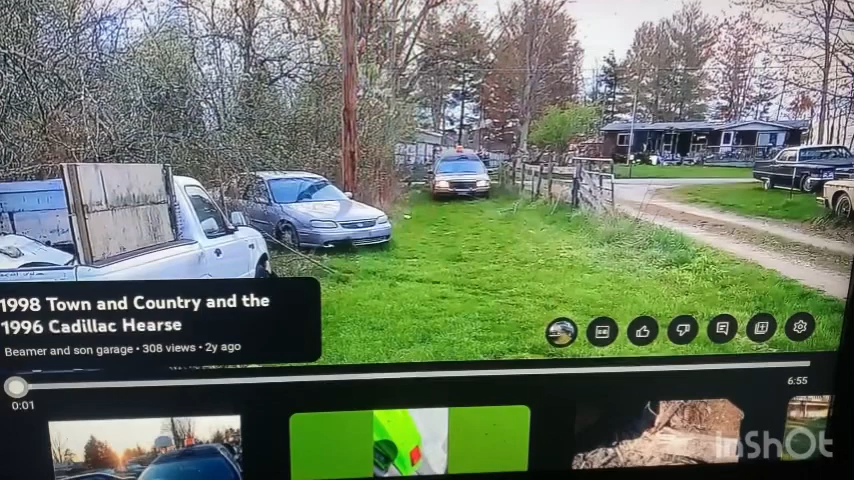 1998 Town and Country and the
1996 Cadillac Hearse
Beamer and son garage • 308 views • 2y ago
0:01
6:55
InShOt